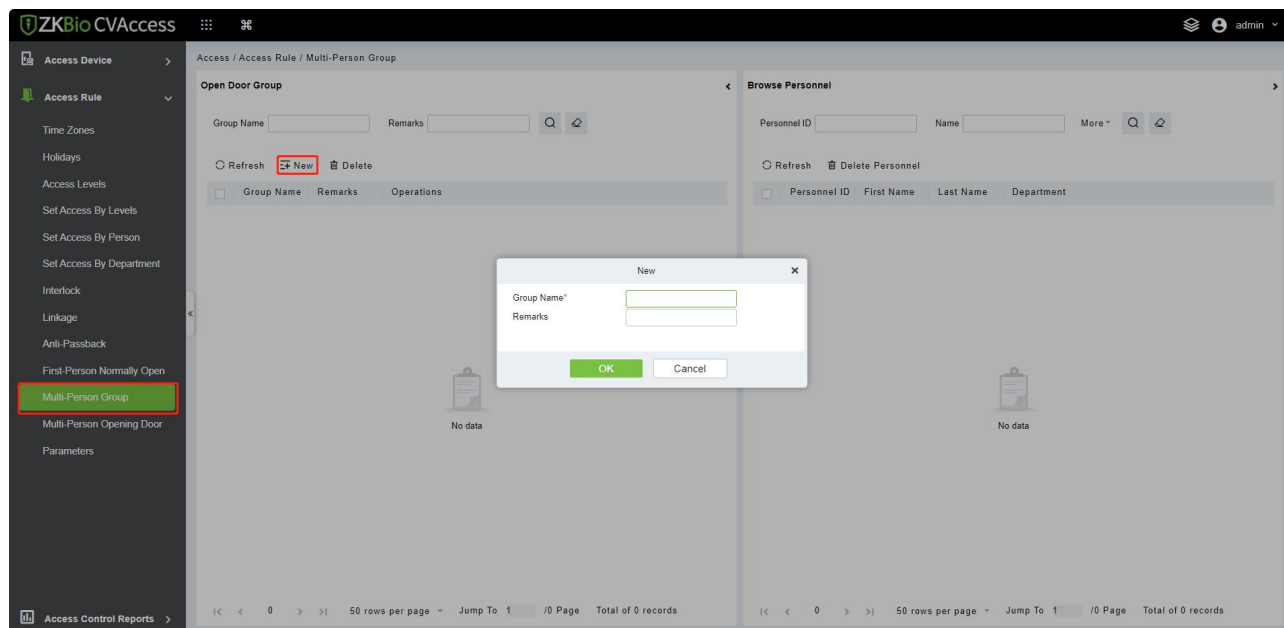 ZKBio CVAccess
admin
Access Device
Access Rule
Time Zones
Holidays
Access Levels
Set Access By Levels
Set Access By Person
Set Access By Department
Interlock
Linkage
Anti-Passback
First-Person Normally Open
Multi-Person Group
Multi-Person Opening Door
Parameters
Access Control Reports
Access / Access Rule / Multi-Person Group
Open Door Group
Group Name Remarks
Refresh New Delete
Group Name Remarks Operations
No data
0 50 rows per page Jump To 1 /0 Page Total of 0 records
Browse Personnel
Personnel ID Name More
Refresh Delete Personnel
Personnel ID First Name Last Name Department
No data
0 50 rows per page Jump To 1 /0 Page Total of 0 records
New
Group Name*
Remarks
OK Cancel